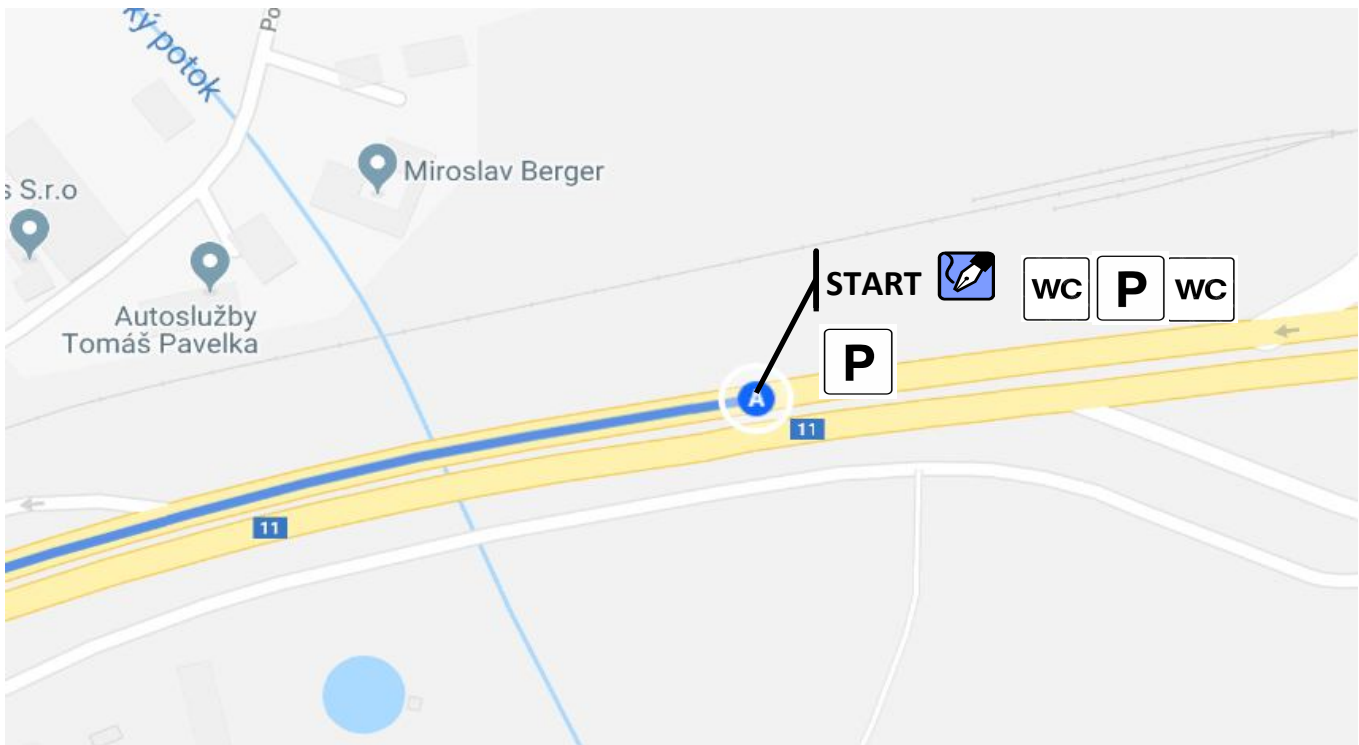 ký potok
Po
Miroslav Berger
s S.r.o
Autoslužby
Tomáš Pavelka
START
WC P WC
P
A
11
11